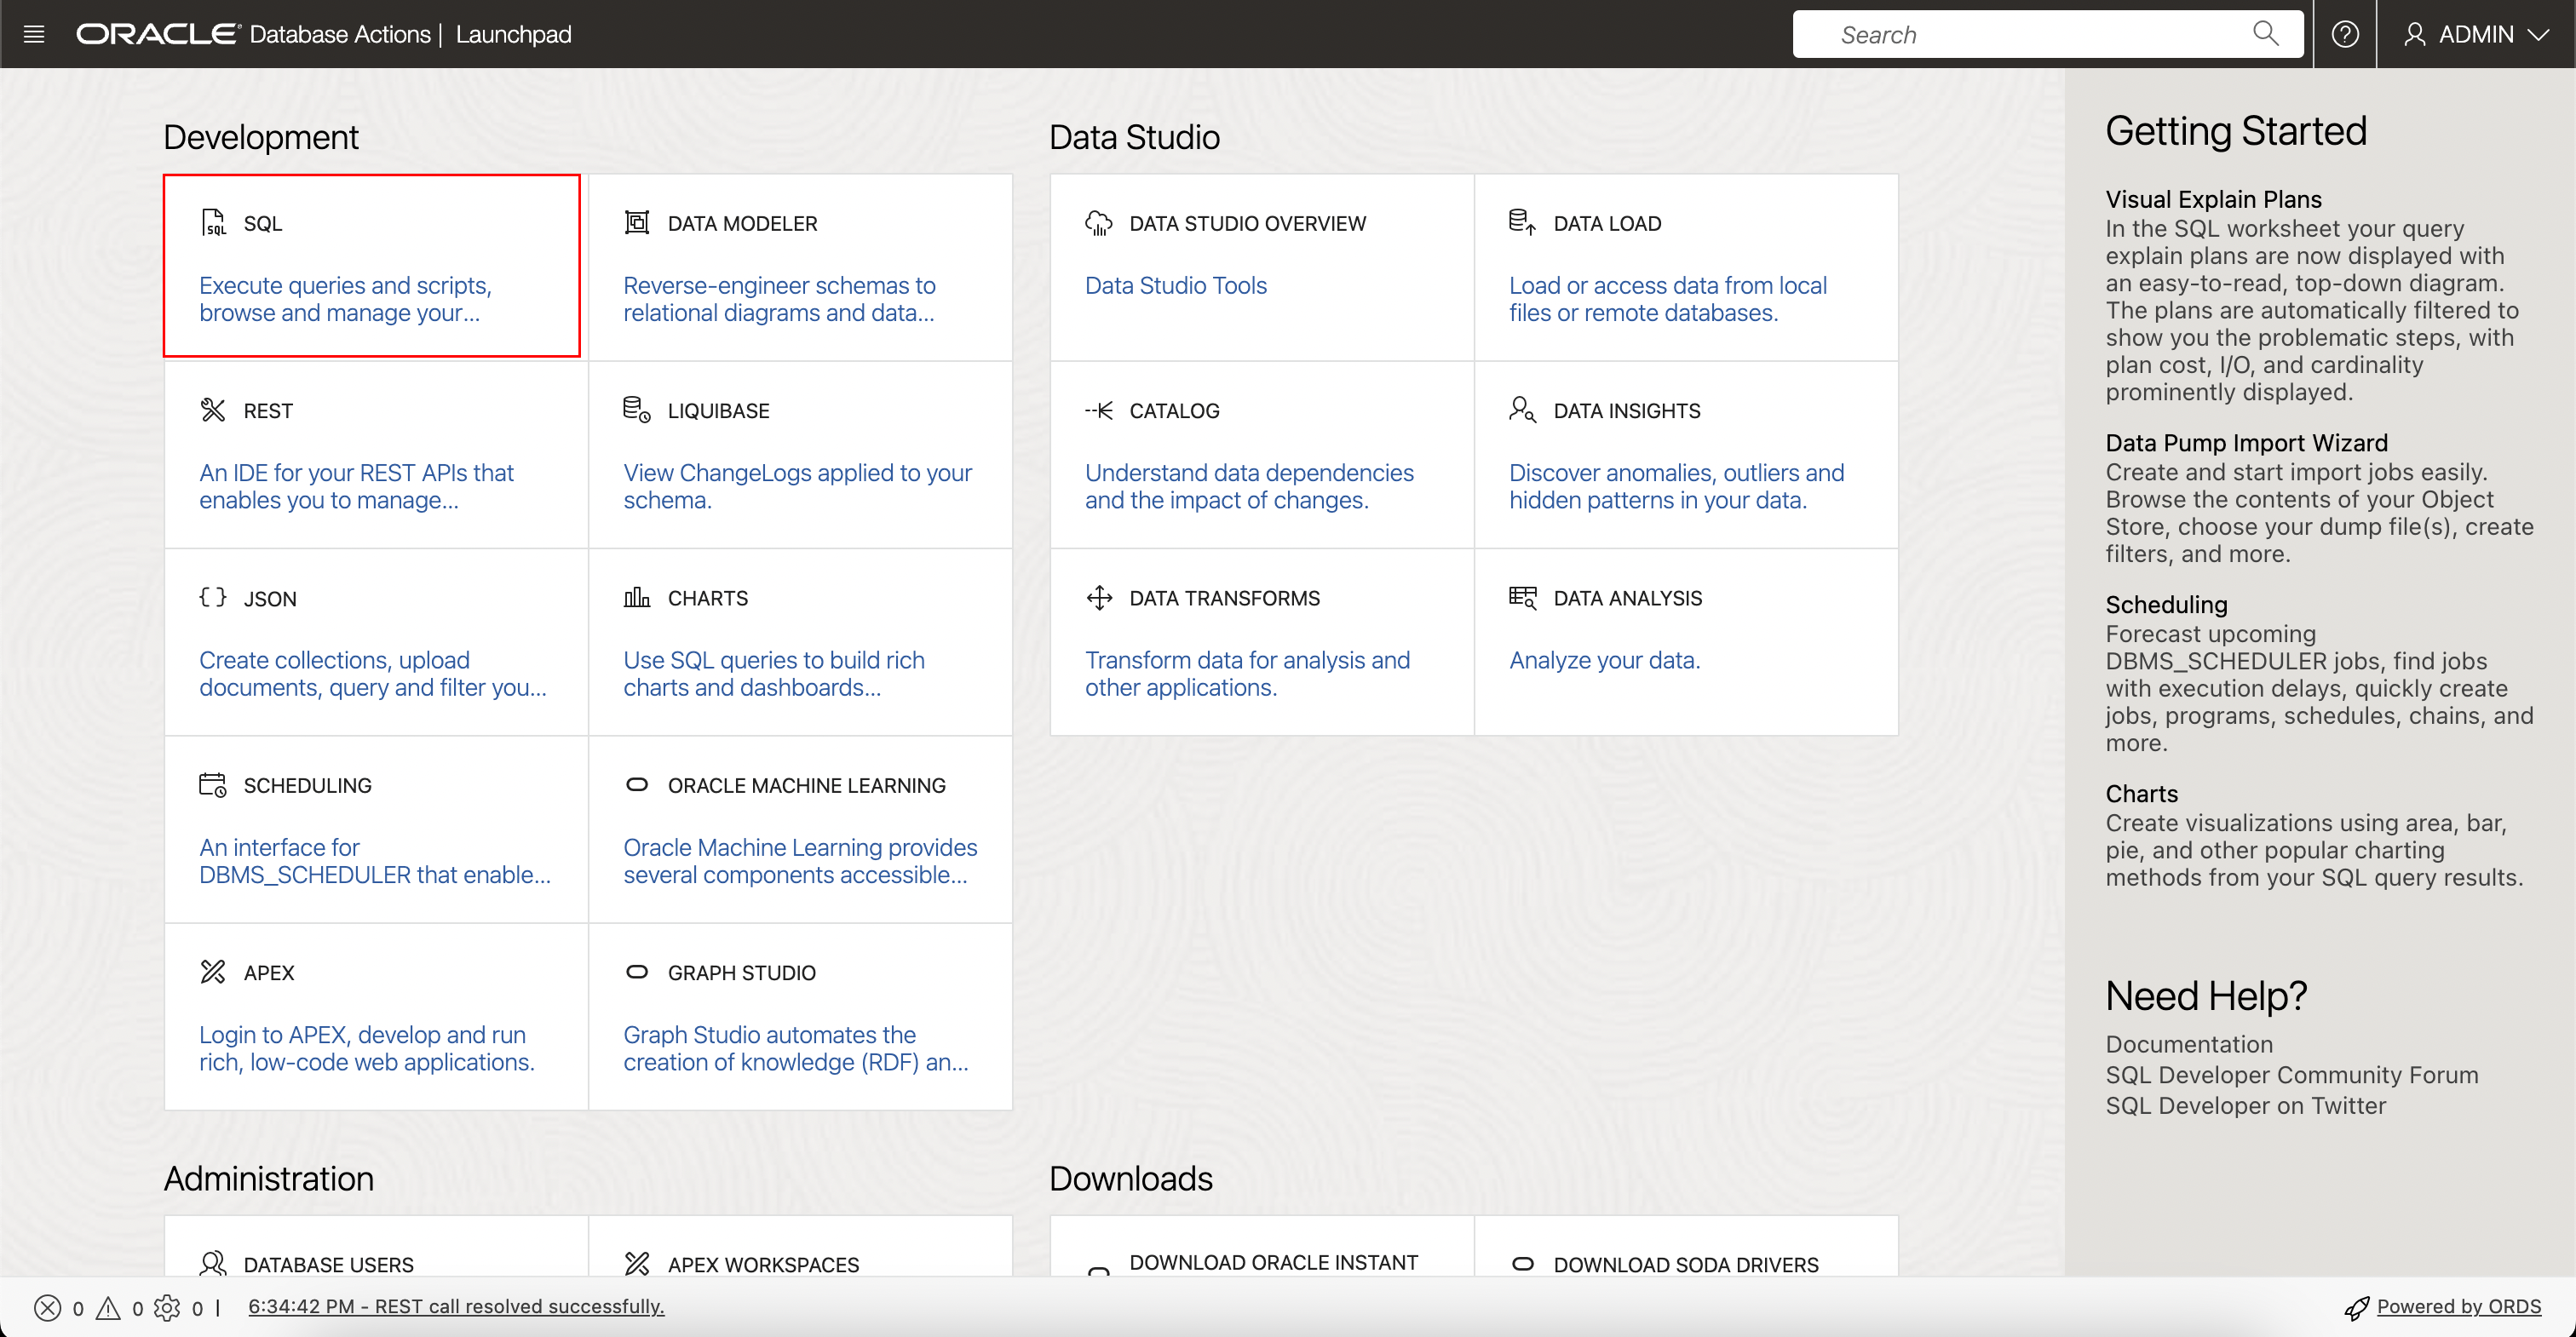 ORACLE Database Actions | Launchpad
Search
ADMIN
Development
SQL
Execute queries and scripts,
browse and manage your...
DATA MODELER
Reverse-engineer schemas to
relational diagrams and data...
REST
An IDE for your REST APIs that
enables you to manage...
LIQUIBASE
View ChangeLogs applied to your
schema.
JSON
Create collections, upload
documents, query and filter you...
CHARTS
Use SQL queries to build rich
charts and dashboards...
SCHEDULING
An interface for
DBMS_SCHEDULER that enable...
ORACLE MACHINE LEARNING
Oracle Machine Learning provides
several components accessible...
APEX
Login to APEX, develop and run
rich, low-code web applications.
GRAPH STUDIO
Graph Studio automates the
creation of knowledge (RDF) an...
Data Studio
DATA STUDIO OVERVIEW
Data Studio Tools
DATA LOAD
Load or access data from local
files or remote databases.
CATALOG
Understand data dependencies
and the impact of changes.
DATA INSIGHTS
Discover anomalies, outliers and
hidden patterns in your data.
DATA TRANSFORMS
Transform data for analysis and
other applications.
DATA ANALYSIS
Analyze your data.
Administration
DATABASE USERS
APEX WORKSPACES
Downloads
DOWNLOAD ORACLE INSTANT
DOWNLOAD SODA DRIVERS
Getting Started
Visual Explain Plans
In the SQL worksheet your query
explain plans are now displayed with
an easy-to-read, top-down diagram.
The plans are automatically filtered to
show you the problematic steps, with
plan cost, I/O, and cardinality
prominently displayed.
Data Pump Import Wizard
Create and start import jobs easily.
Browse the contents of your Object
Store, choose your dump file(s), create
filters, and more.
Scheduling
Forecast upcoming
DBMS_SCHEDULER jobs, find jobs
with execution delays, quickly create
jobs, programs, schedules, chains, and
more.
Charts
Create visualizations using area, bar,
pie, and other popular charting
methods from your SQL query results.
Need Help?
Documentation
SQL Developer Community Forum
SQL Developer on Twitter
0 0 0 | 6:34:42 PM - REST call resolved successfully.
Powered by ORDS